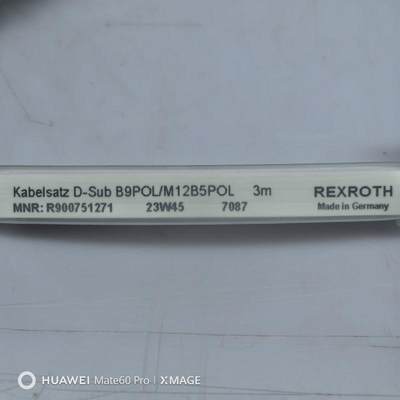 Kabelsatz D-Sub B9POL/M12B5POL 3m REXROTH
MNR: R900751271 23W45 7087 Made in Germany
HUAWEI Mate60 Pro | XMAGE